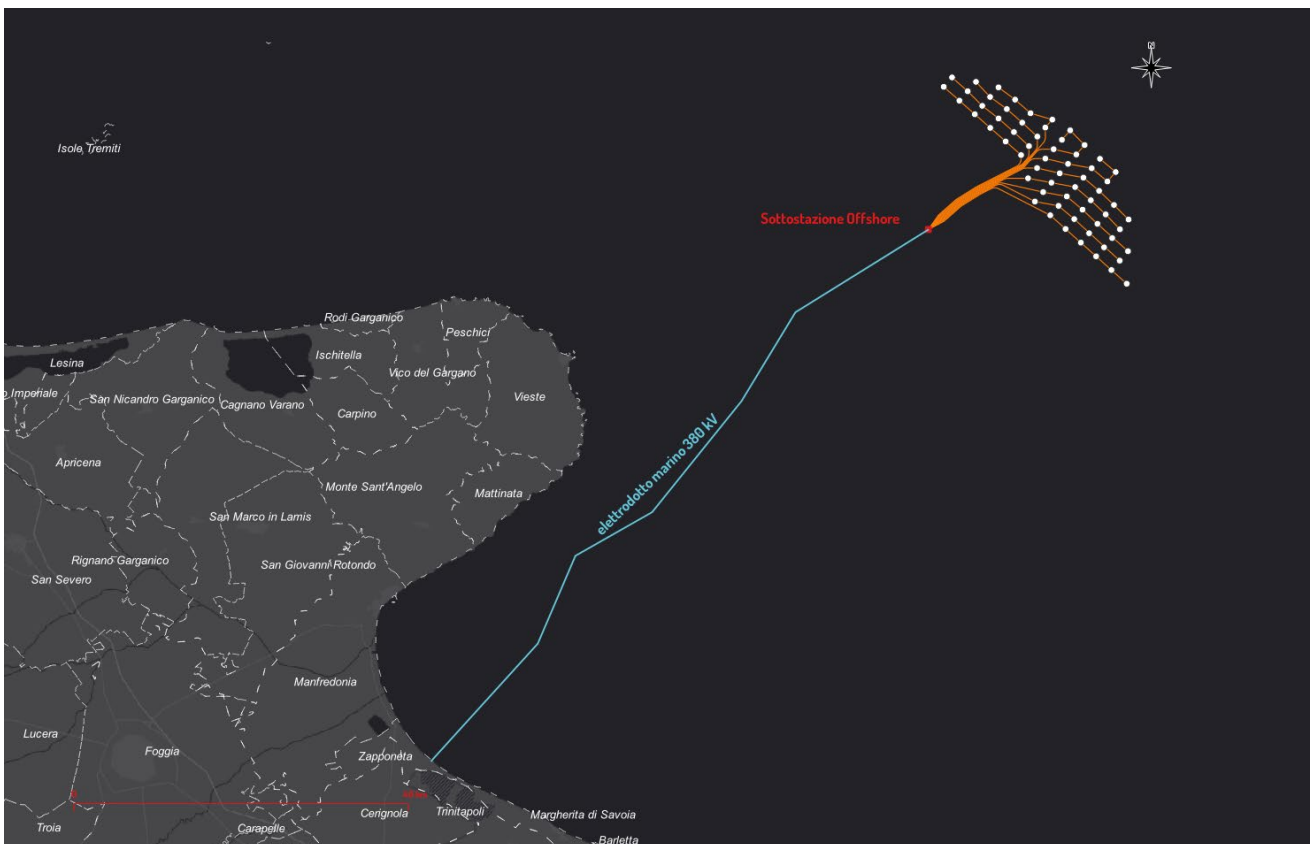 N
Isole Tremiti
Sottostazione Offshore
Rodi Garganico
Peschici
Ischitella
Lesina
Vico del Gargano
o Imperiale
San Nicandro Garganico
Cagnano Varano
Carpino
Vieste
elettrodotto marino 380 kV
Apricena
Monte Sant'Angelo
Mattinata
San Marco in Lamis
Rignano Garganico
San Giovanni Rotondo
San Severo
Manfredonia
Lucera
Foggia
Zapponeta
Troia
Carapelle
Cerignola
Trinitapoli
Margherita di Savoia
Barletta